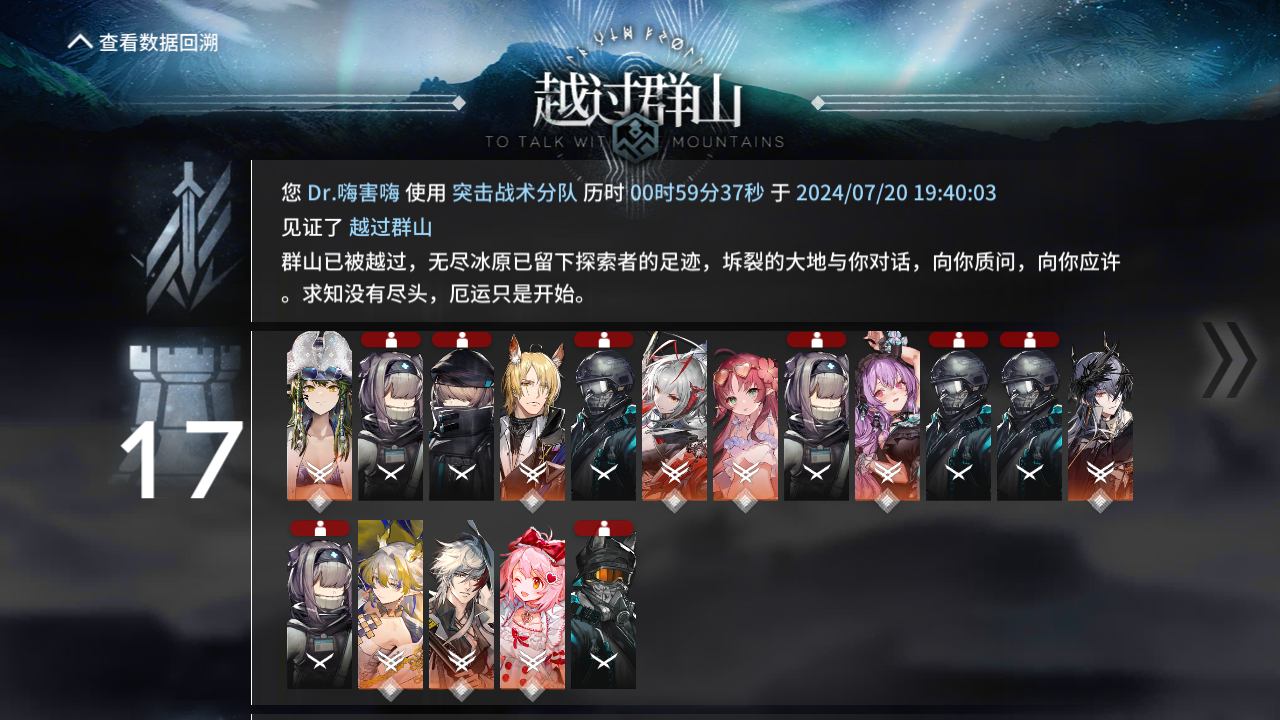 查看数据回溯
越过群山
TO TALK WIT MOUNTAINS
您 Dr.嗨害嗨 使用 突击战术分队 历时 00时59分37秒 于 2024/07/20 19:40:03
见证了 越过群山
群山已被越过，无尽冰原已留下探索者的足迹，坼裂的大地与你对话，向你质问，向你应许
。求知没有尽头，厄运只是开始。
17